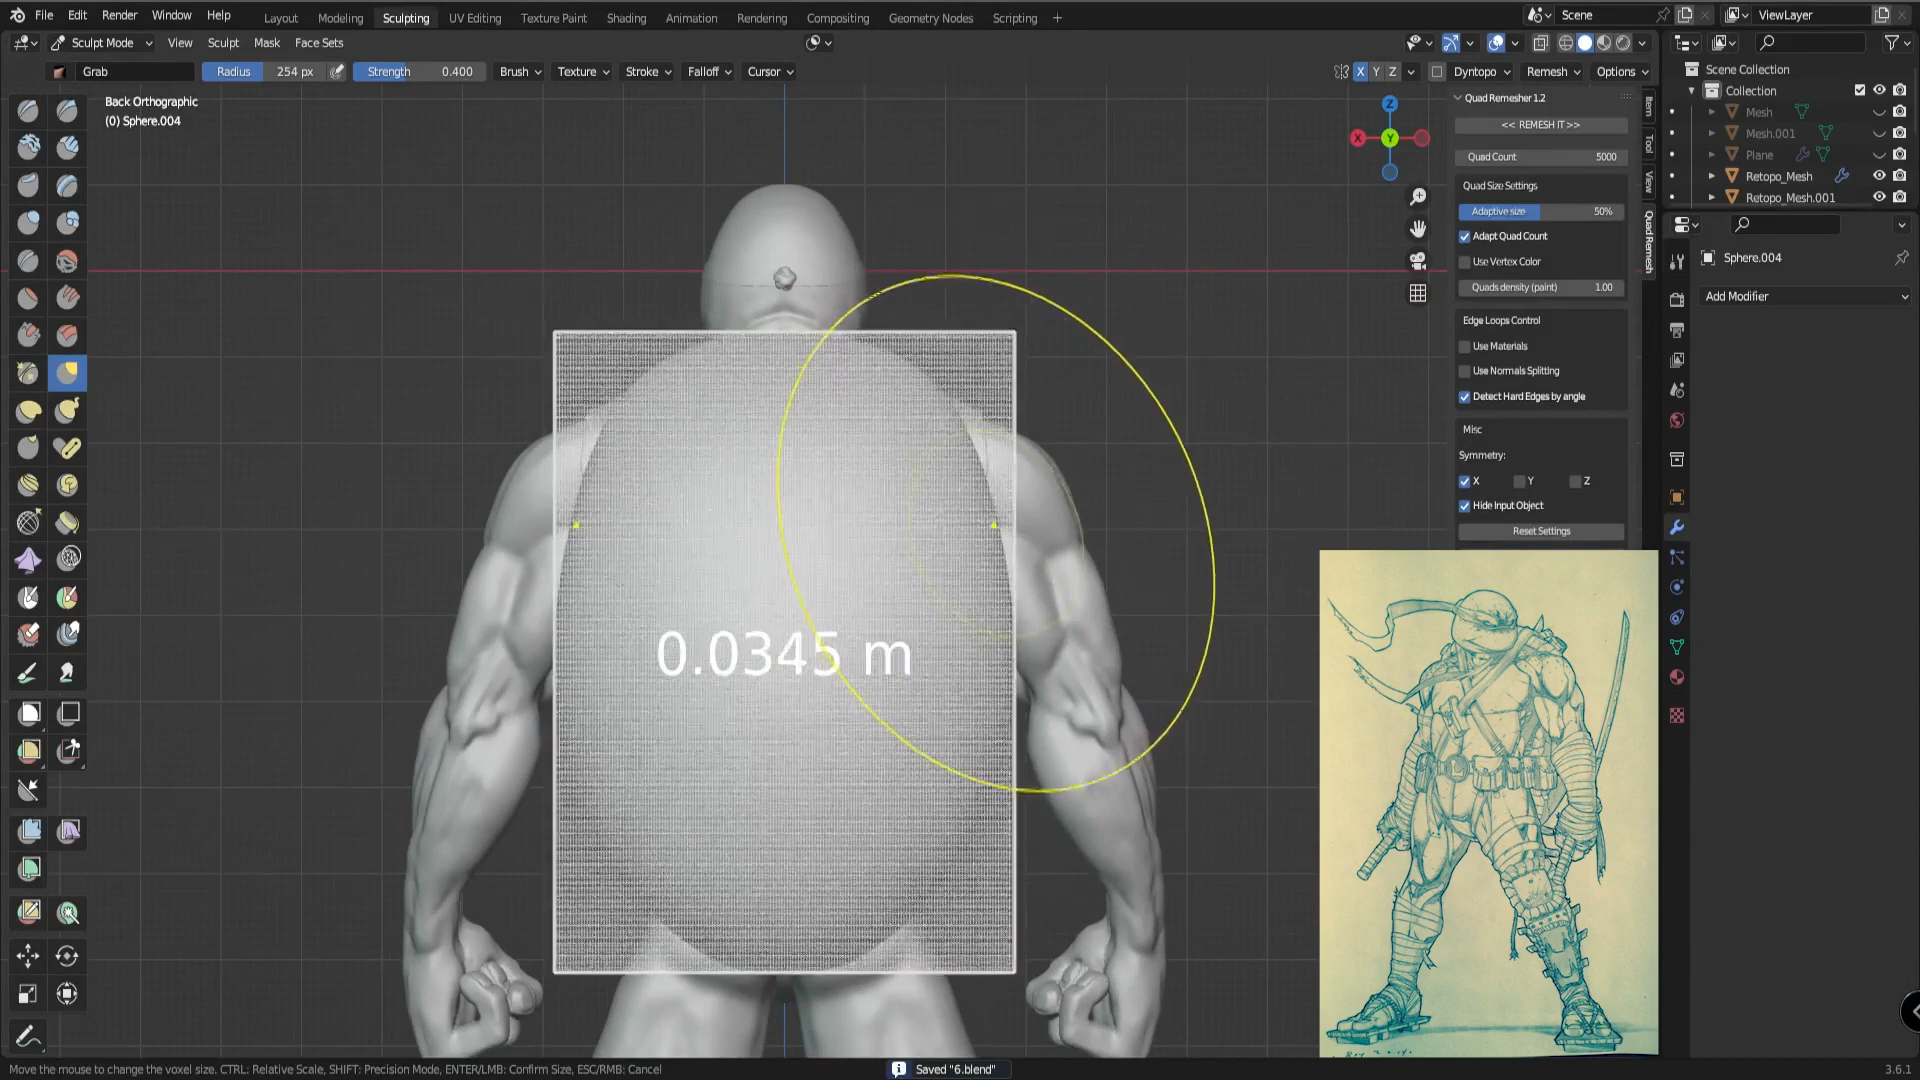 File Edit Render Window Help
Layout Modeling Sculpting UV Editing Texture Paint Shading Animation Rendering Compositing Geometry Nodes Scripting +
Scene
ViewLayer
Sculpt Mode View Sculpt Mask Face Sets
Grab
Radius 254 px
Strength 0.400
Brush Texture Stroke Falloff Cursor
X Y Z
Dyntopo Remesh Options
Back Orthographic
(0) Sphere.004
Z
X
Y
Quad Remesher 1.2
<< REMESH IT >>
Quad Count 5000
Quad Size Settings
Adaptive size 50%
Adapt Quad Count
Use Vertex Color
Quads density (paint) 1.00
Edge Loops Control
Use Materials
Use Normals Splitting
Detect Hard Edges by angle
Misc
Symmetry:
X Y Z
Hide Input Object
Reset Settings
Item
Tool
View
Quad Remesh
Scene Collection
Collection
Mesh
Mesh.001
Plane
Retopo_Mesh
Retopo_Mesh.001
Sphere.004
Add Modifier
0.0345 m
Move the mouse to change the voxel size. CTRL: Relative Scale, SHIFT: Precision Mode, ENTER/LMB: Confirm Size, ESC/RMB: Cancel
Saved "6.blend"
3.6.1